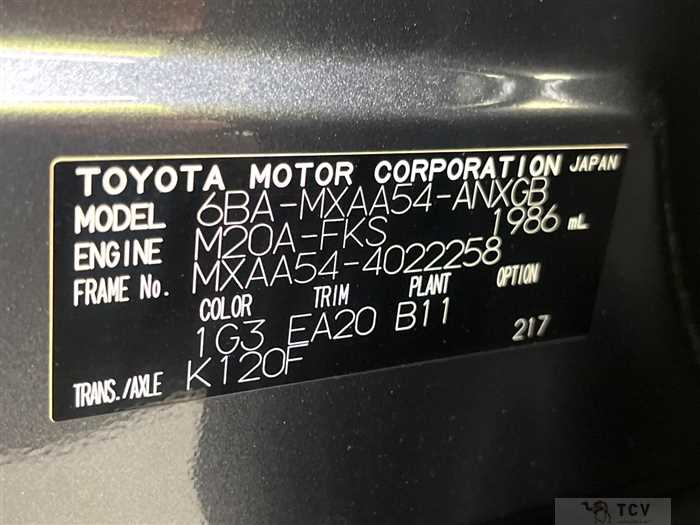 TOYOTA MOTOR CORPORATION JAPAN
MODEL 6BA-MXAA54-ANXGB
ENGINE M20A-FKS 1986 mL
FRAME No. MXAA54-4022258
COLOR TRIM PLANT OPTION
1G3 EA20 B11 217
TRANS./AXLE K120F
TCV